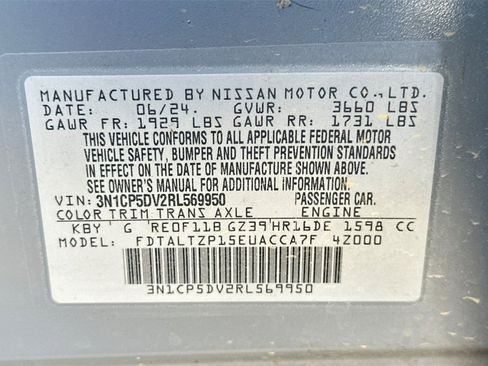 MANUFACTURED BY NISSAN MOTOR CO.,LTD.
DATE: 06/24. GVWR: 3660 LBS
GAWR FR: 1929 LBS GAWR RR: 1731 LBS
THIS VEHICLE CONFORMS TO ALL APPLICABLE FEDERAL MOTOR
VEHICLE SAFETY, BUMPER AND THEFT PREVENTION STANDARDS
IN EFFECT ON THE DATE OF MANUFACTURE SHOWN ABOVE.
SEE OWNER'S MANUAL FOR ADDITIONAL INFORMATION.
VIN: 3N1CP5DV2RL569950 PASSENGER CAR.
COLOR TRIM TRANS AXLE ENGINE
KBY G RE0F11B GZ39 HR16DE 1598 CC
MODEL: FDTALTZP15EUACCA7F 4Z000
3N1CP5DV2RL569950